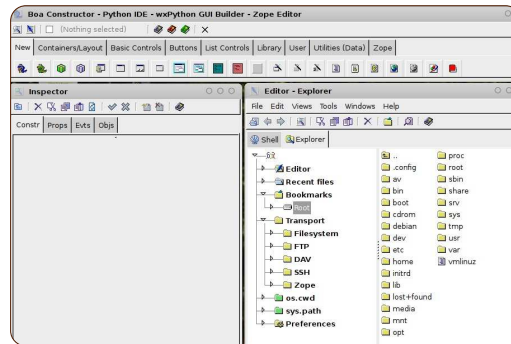 Boa Constructor - Python IDE - wxPython GUI Builder - Zope Editor
(Nothing selected)
New Containers/Layout Basic Controls Buttons List Controls Library User Utilities (Data) Zope
Inspector
Constr Props Evts Objs
Editor - Explorer
File Edit Views Tools Windows Help
Shell Explorer
Editor
Recent files
Bookmarks
Root
Transport
Filesystem
FTP
DAV
SSH
Zope
os.cwd
sys.path
Preferences
..
.config
av
bin
boot
cdrom
debian
dev
etc
home
initrd
lib
lost+found
media
mnt
opt
proc
root
sbin
share
srv
sys
tmp
usr
var
vmlinuz